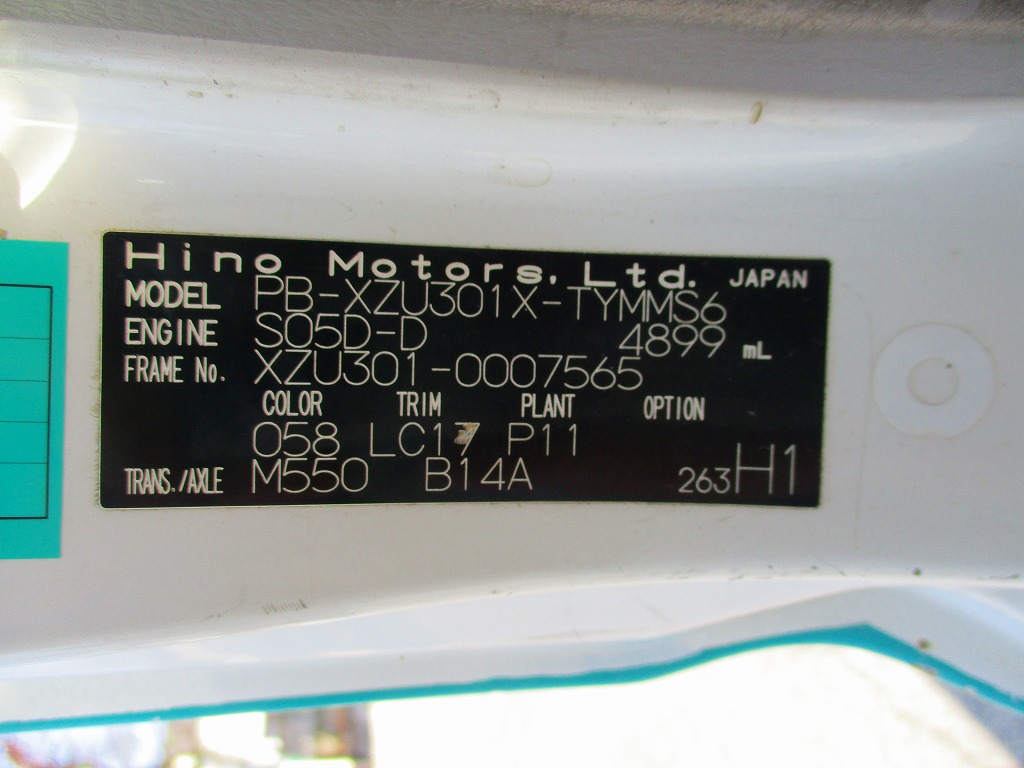 Hino Motors, Ltd. JAPAN
MODEL PB-XZU301X-TYMMS6
ENGINE S05D-D 4899 mL
FRAME No. XZU301-0007565
COLOR TRIM PLANT OPTION
058 LC17 P11
TRANS./AXLE M550 B14A 263H1